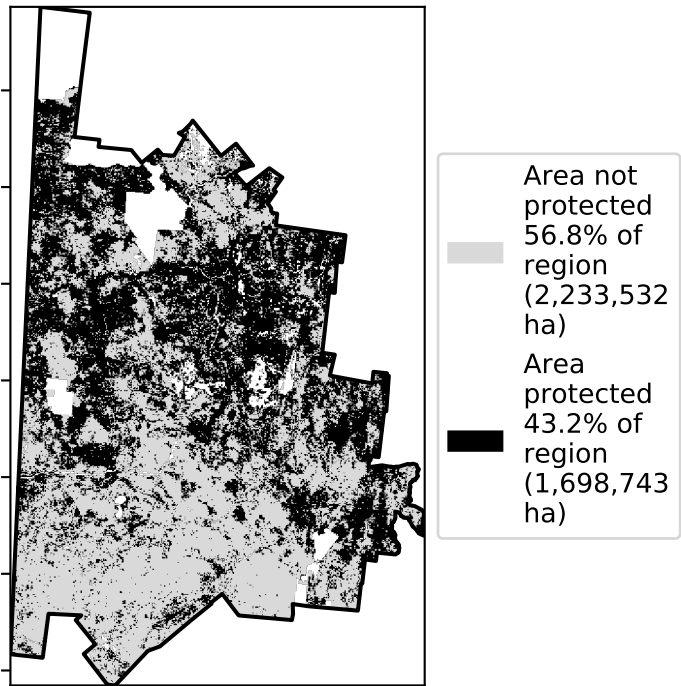 Area not
protected
56.8% of
region
(2,233,532
ha)
Area
protected
43.2% of
region
(1,698,743
ha)